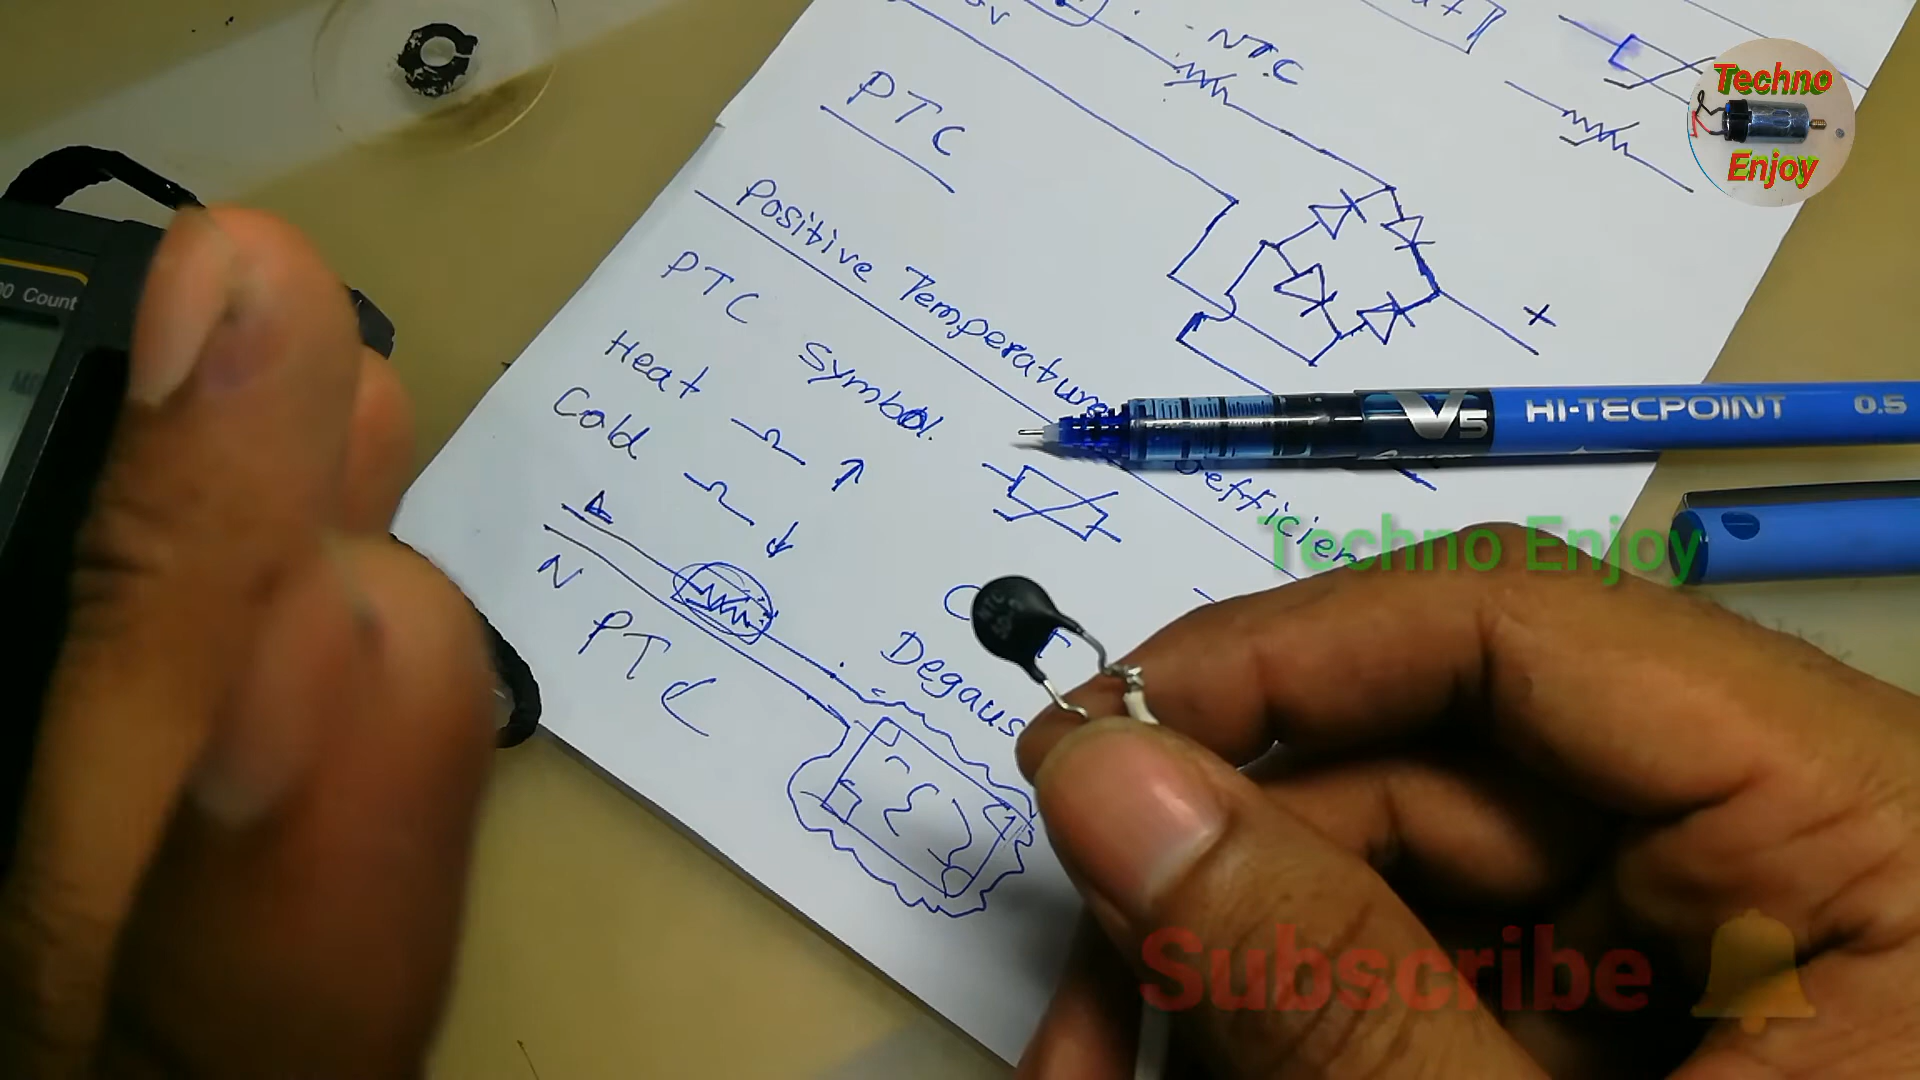 NTC
PTC
Positive Temperature
PTC Symbol.
Heat
Cold
N
PTC
Degaus
+
00 Count
V5 HI-TECPOINT 0.5
Techno
Enjoy
Techno Enjoy
Subscribe